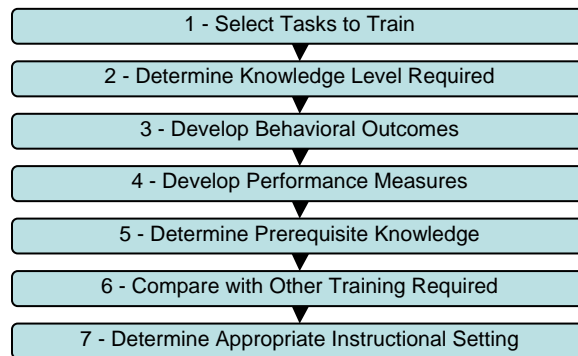 1 - Select Tasks to Train
2 - Determine Knowledge Level Required
3 - Develop Behavioral Outcomes
4 - Develop Performance Measures
5 - Determine Prerequisite Knowledge
6 - Compare with Other Training Required
7 - Determine Appropriate Instructional Setting